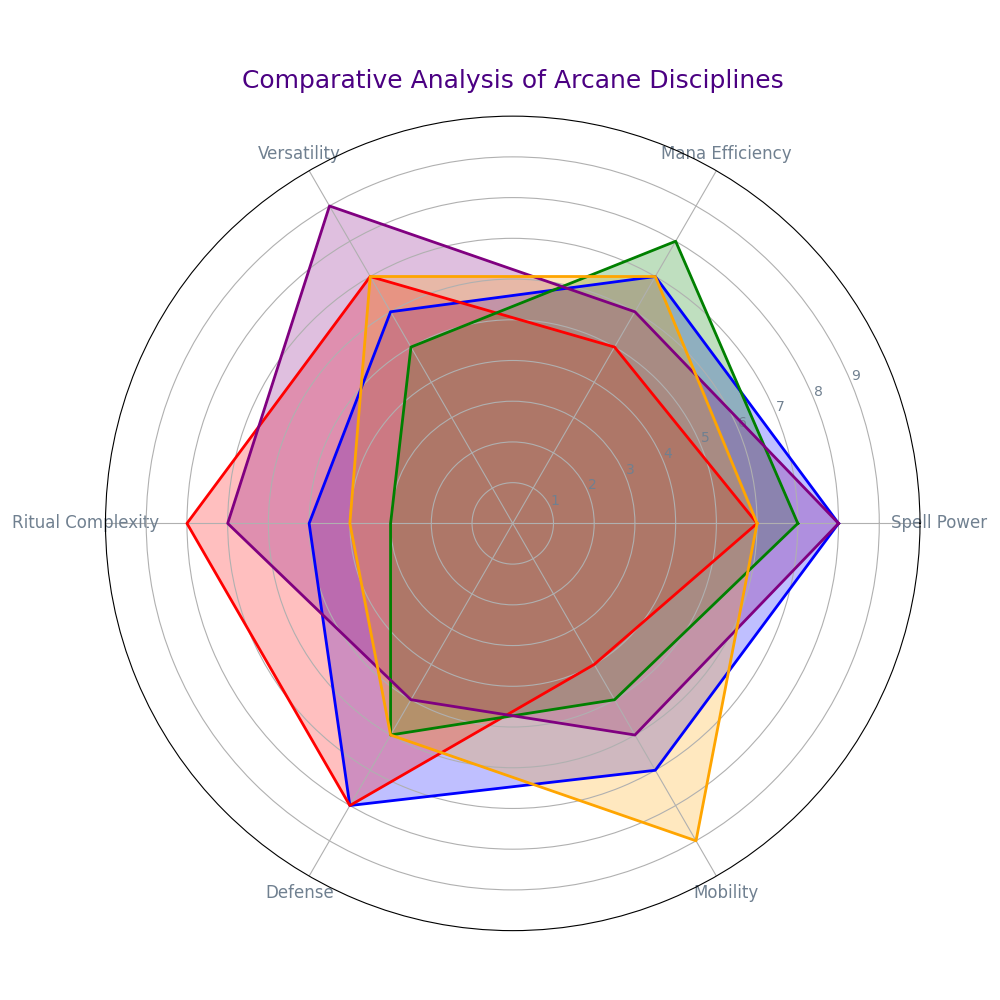 Comparative Analysis of Arcane Disciplines
Versatility
Mana Efficiency
9
8
7
5
4
3
2
1
Ritual Complexity
Spell Power
Defense
Mobility